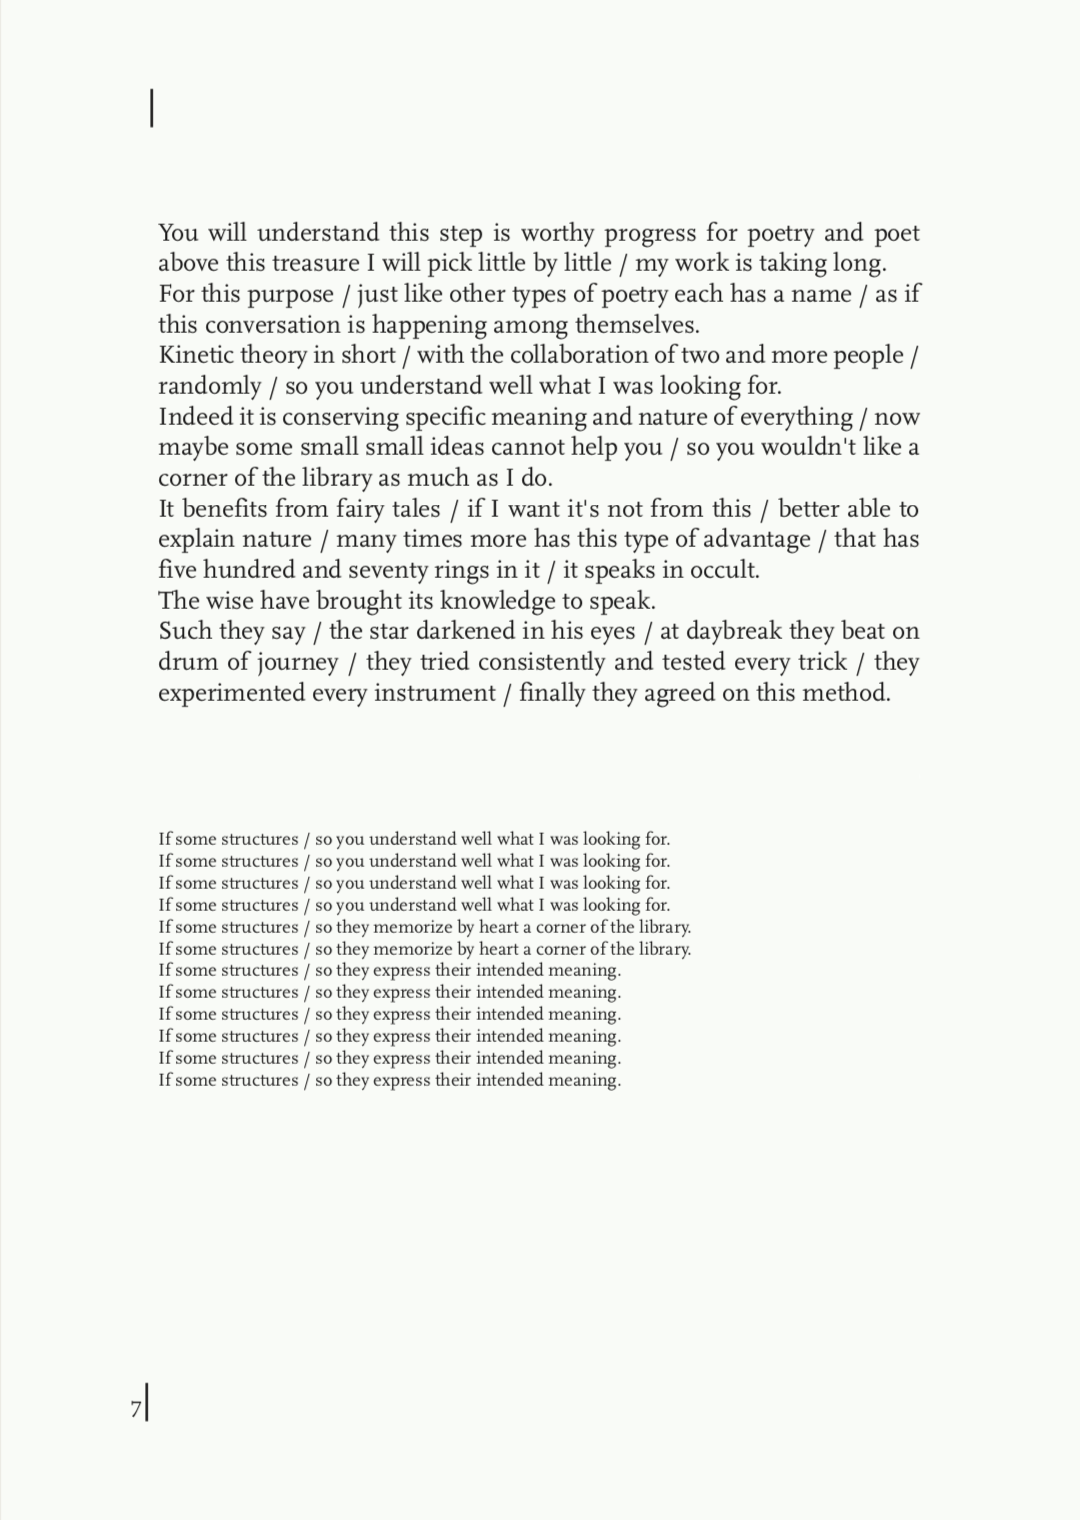 You will understand this step is worthy progress for poetry and poet
above this treasure I will pick little by little / my work is taking long.
For this purpose / just like other types of poetry each has a name / as if
this conversation is happening among themselves.
Kinetic theory in short / with the collaboration of two and more people /
randomly / so you understand well what I was looking for.
Indeed it is conserving specific meaning and nature of everything / now
maybe some small small ideas cannot help you / so you wouldn't like a
corner of the library as much as I do.
It benefits from fairy tales / if I want it's not from this / better able to
explain nature / many times more has this type of advantage / that has
five hundred and seventy rings in it / it speaks in occult.
The wise have brought its knowledge to speak.
Such they say / the star darkened in his eyes / at daybreak they beat on
drum of journey / they tried consistently and tested every trick / they
experimented every instrument / finally they agreed on this method.
If some structures / so you understand well what I was looking for.
If some structures / so you understand well what I was looking for.
If some structures / so you understand well what I was looking for.
If some structures / so you understand well what I was looking for.
If some structures / so they memorize by heart a corner of the library.
If some structures / so they memorize by heart a corner of the library.
If some structures / so they express their intended meaning.
If some structures / so they express their intended meaning.
If some structures / so they express their intended meaning.
If some structures / so they express their intended meaning.
If some structures / so they express their intended meaning.
If some structures / so they express their intended meaning.
7